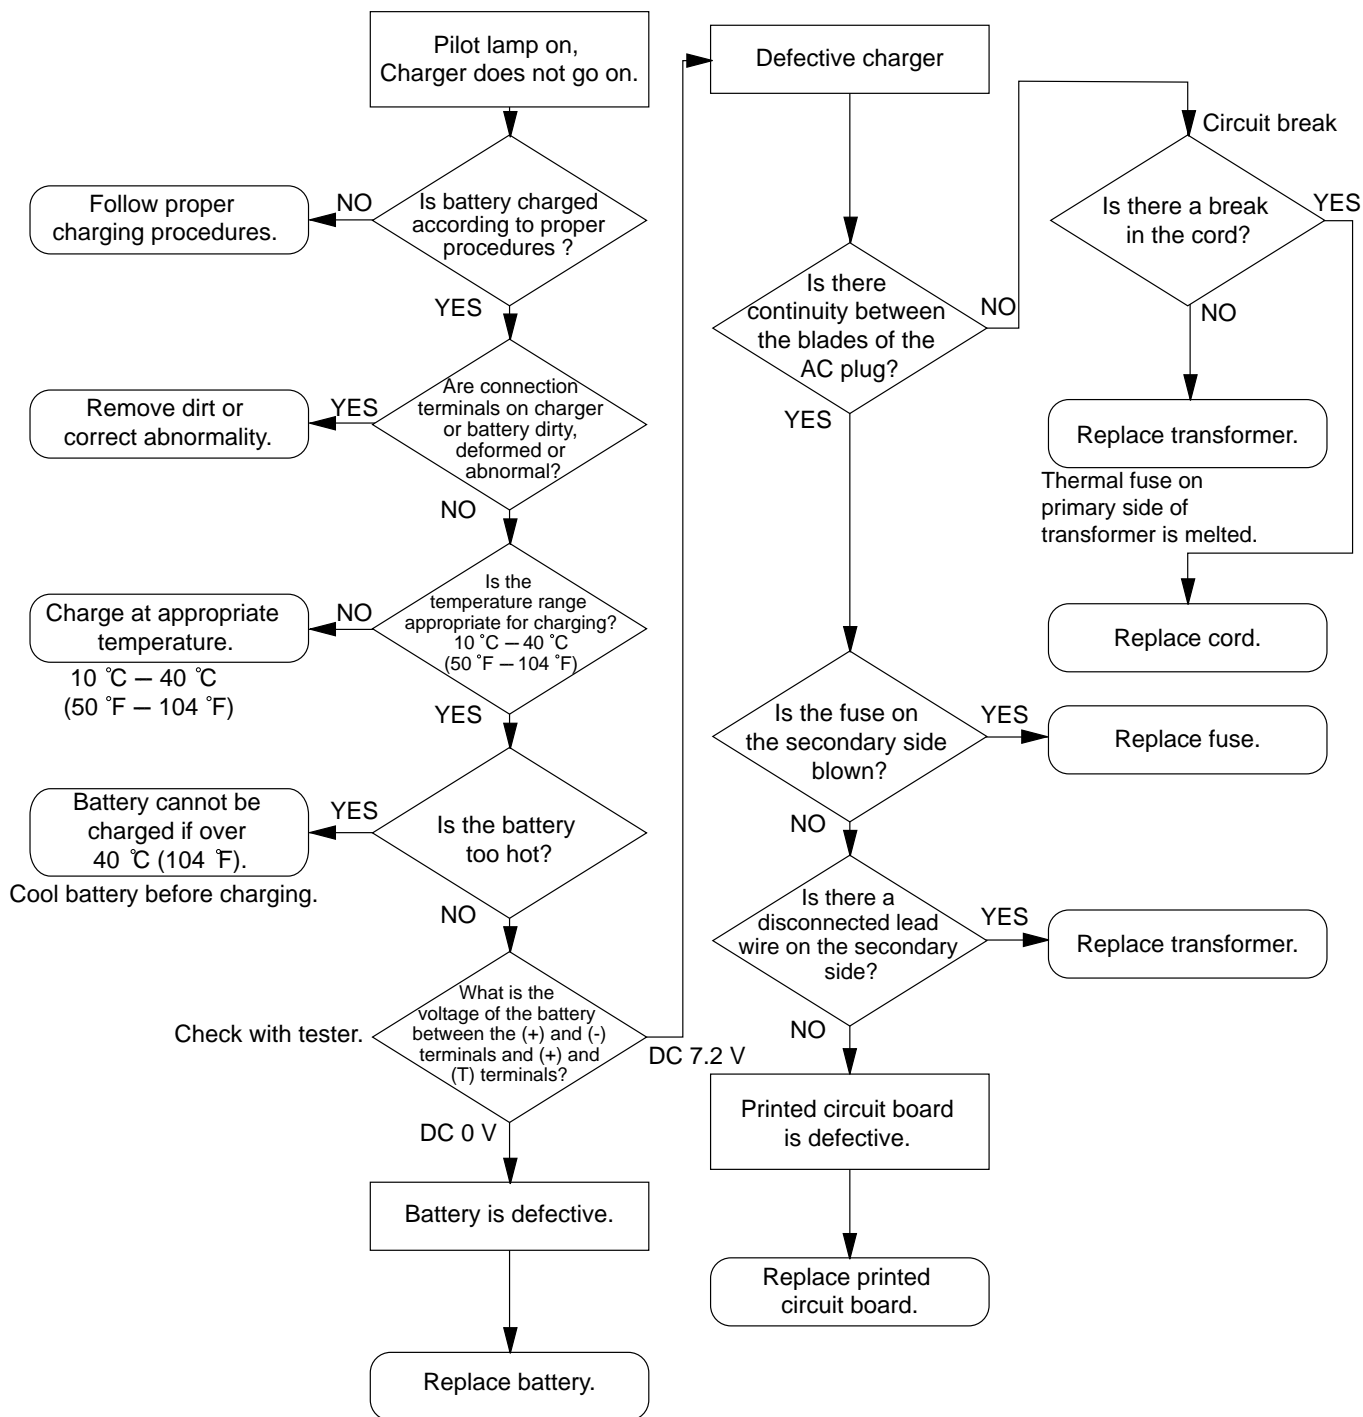 Pilot lamp on,
Charger does not go on.
Is battery charged
according to proper
procedures ?
NO
Follow proper
charging procedures.
YES
Are connection
terminals on charger
or battery dirty,
deformed or
abnormal?
YES
Remove dirt or
correct abnormality.
NO
Is the
temperature range
appropriate for charging?
10 °C — 40 °C
(50 °F — 104 °F)
NO
Charge at appropriate
temperature.
10 °C — 40 °C
(50 °F — 104 °F)
YES
Is the battery
too hot?
YES
Battery cannot be
charged if over
40 °C (104 °F).
Cool battery before charging.
NO
What is the
voltage of the battery
between the (+) and (-)
terminals and (+) and
(T) terminals?
Check with tester.
DC 7.2 V
DC 0 V
Battery is defective.
Replace battery.
Defective charger
Is there
continuity between
the blades of the
AC plug?
NO
Circuit break
Is there a break
in the cord?
YES
NO
Replace transformer.
Thermal fuse on
primary side of
transformer is melted.
Replace cord.
YES
Is the fuse on
the secondary side
blown?
YES
Replace fuse.
NO
Is there a
disconnected lead
wire on the secondary
side?
YES
Replace transformer.
NO
Printed circuit board
is defective.
Replace printed
circuit board.